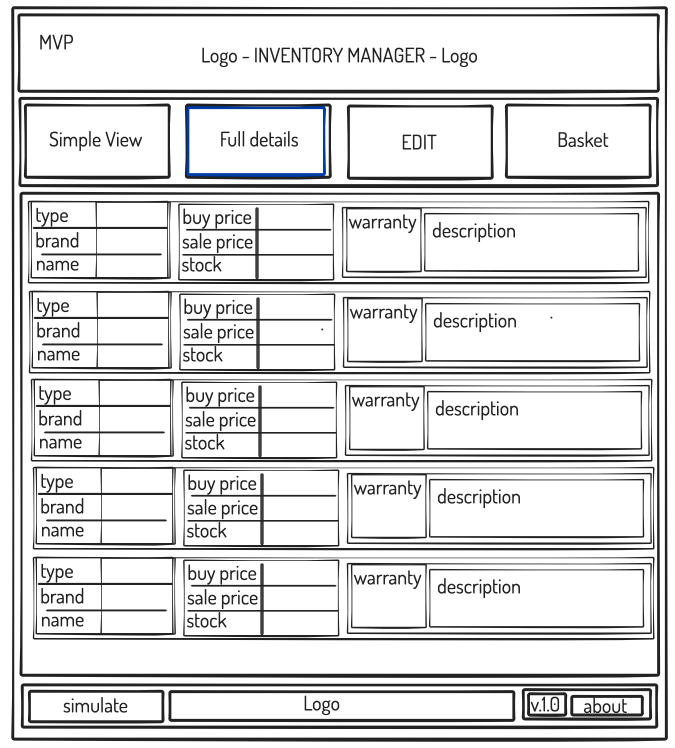 MVP
Logo - INVENTORY MANAGER - Logo
Simple View
Full details
EDIT
Basket
type
brand
name
buy price
sale price
stock
warranty
description
type
brand
name
buy price
sale price
stock
warranty
description
type
brand
name
buy price
sale price
stock
warranty
description
type
brand
name
buy price
sale price
stock
warranty
description
type
brand
name
buy price
sale price
stock
warranty
description
simulate
Logo
v.1.0
about